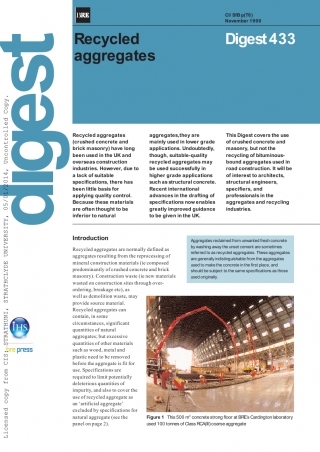 BRE
CI/SfB p(T6)
November 1998
Recycled
aggregates
Digest 433
digest
Recycled aggregates
(crushed concrete and
brick masonry) have long
been used in the UK and
overseas construction
industries. However, due to
a lack of suitable
specifications, there has
been little basis for
applying quality control.
Because these materials
are often thought to be
inferior to natural
aggregates, they are
mainly used in lower grade
applications. Undoubtedly,
though, suitable-quality
recycled aggregates may
be used successfully in
higher grade applications
such as structural concrete.
Recent international
advances in the drafting of
specifications now enables
greatly improved guidance
to be given in the UK.
This Digest covers the use
of crushed concrete and
masonry, but not the
recycling of bituminous-
bound aggregates used in
road construction. It will be
of interest to architects,
structural engineers,
specifiers, and
professionals in the
aggregates and recycling
industries.
Introduction
Recycled aggregates are normally defined as
aggregates resulting from the reprocessing of
mineral construction materials (ie composed
predominantly of crushed concrete and brick
masonry). Construction waste (ie new materials
wasted on construction sites through over-
ordering, breakage etc), as
well as demolition waste, may
provide source material.
Recycled aggregates can
contain, in some
circumstances, significant
quantities of natural
aggregates; but excessive
quantities of other materials
such as wood, metal and
plastic need to be removed
before the aggregate is fit for
use. Specifications are
required to limit potentially
deleterious quantities of
impurity, and also to cover the
use of recycled aggregate as
an 'artificial aggregate'
excluded by specifications for
natural aggregate (see the
panel on page 2).
Aggregates reclaimed from unwanted fresh concrete
by washing away the unset cement are sometimes
referred to as recycled aggregates. These aggregates
are generally indistinguishable from the aggregates
used to make the concrete in the first place, and
should be subject to the same specifications as those
used originally.
Figure 1 This 500 m³ concrete strong floor at BRE's Cardington laboratory
used 100 tonnes of Class RCA(II) coarse aggregate
IHS
bre press
Licensed copy from CIS: STRATHUNI, STRATHCLYDE UNIVERSITY, Uncontrolled Copy.